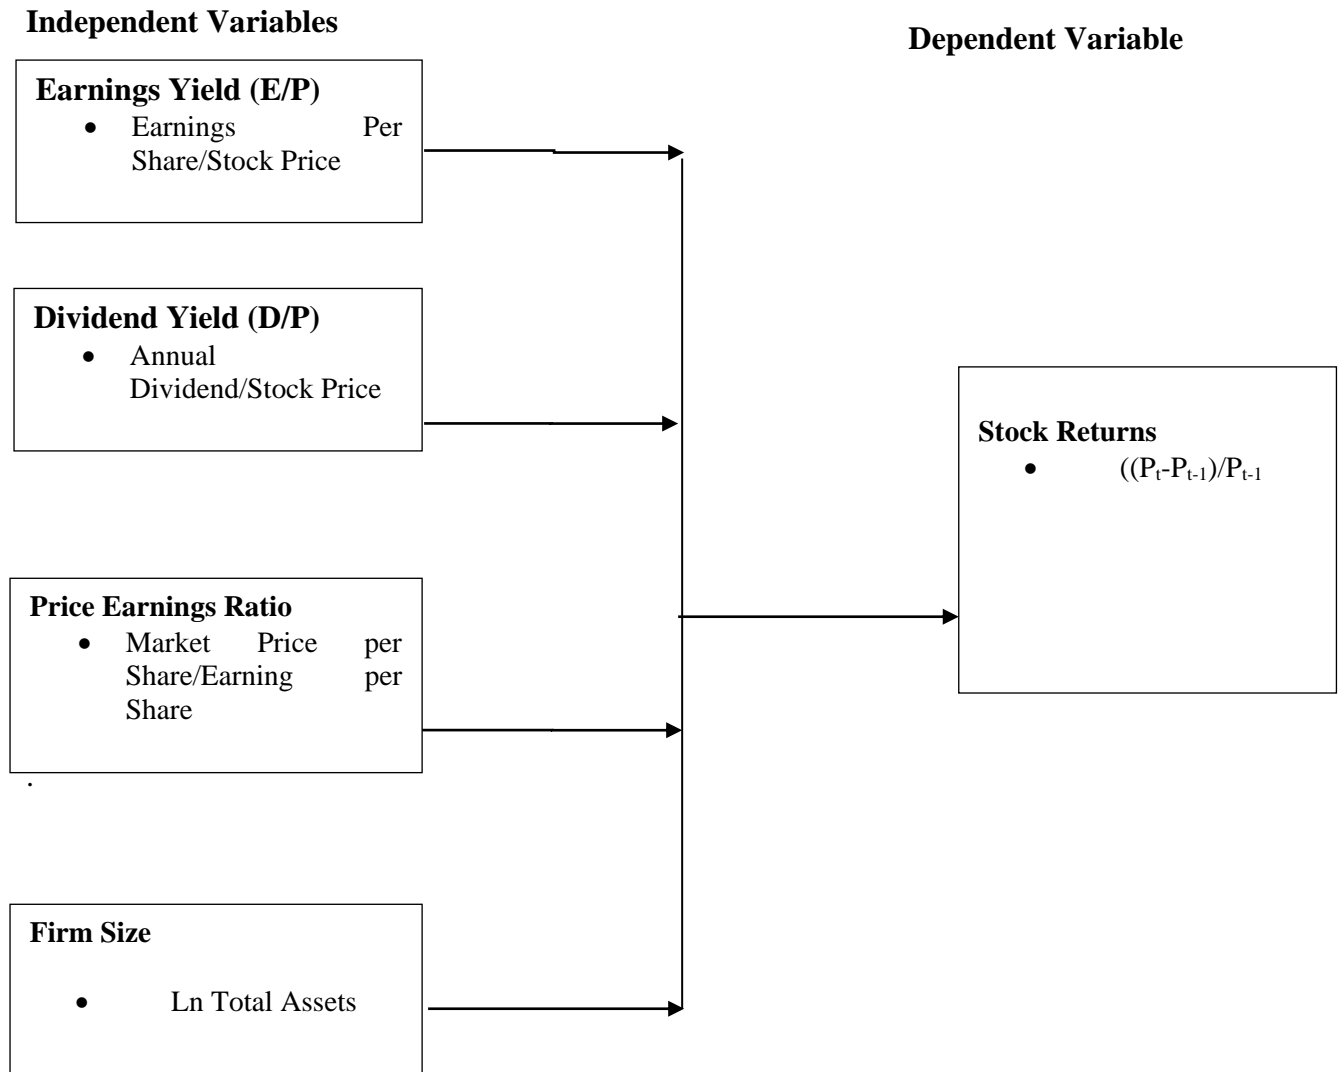 Independent Variables
Dependent Variable
Earnings Yield (E/P)
• Earnings Per
Share/Stock Price
Dividend Yield (D/P)
• Annual
Dividend/Stock Price
Stock Returns
• ((Pt-Pt-1)/Pt-1
Price Earnings Ratio
• Market Price per
Share/Earning per
Share
.
Firm Size
• Ln Total Assets